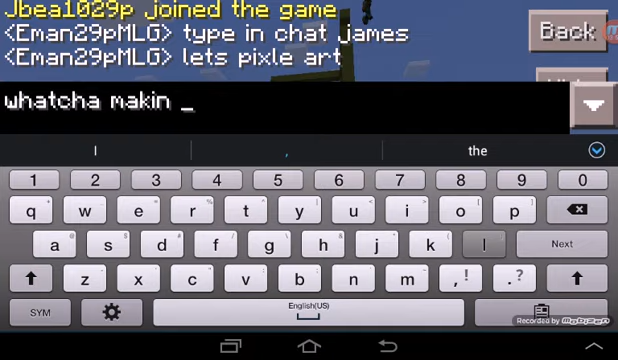 Jbea1029p joined the game
<Eman29pMLG> type in chat james
<Eman29pMLG> lets pixle art
Back
whatcha makin _
I , the
1 2 3 4 5 6 7 8 9 0
q w e r t y u i o p
a s d f g h j k l Next
z x c v b n m , ! . ?
SYM English(US)
Recorded by Mobizen